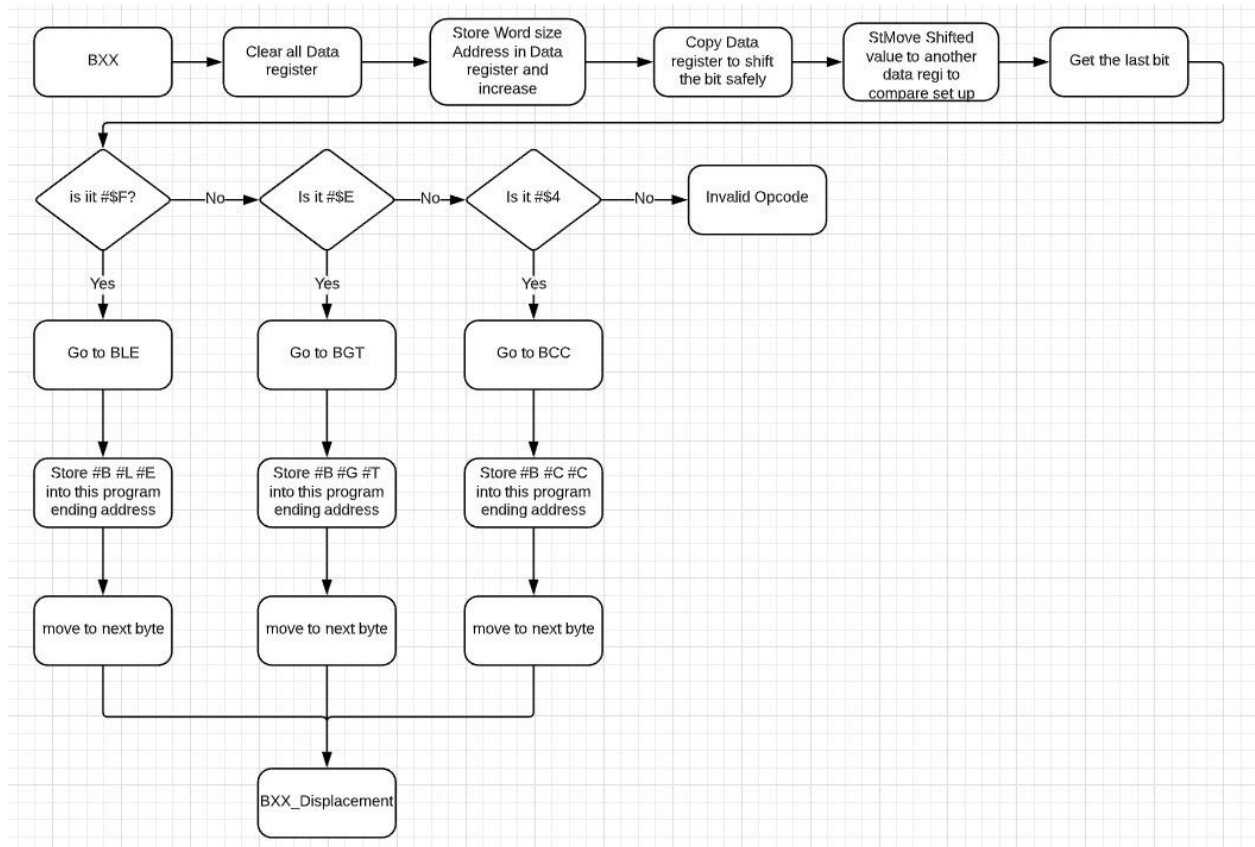 BXX
Clear all Data
register
Store Word size
Address in Data
register and
increase
Copy Data
register to shift
the bit safely
StMove Shifted
value to another
data regi to
compare set up
Get the last bit
is iit #$F?
No
Is it #$E
No
Is it #$4
No
Invalid Opcode
Yes
Yes
Yes
Go to BLE
Go to BGT
Go to BCC
Store #B #L #E
into this program
ending address
Store #B #G #T
into this program
ending address
Store #B #C #C
into this program
ending address
move to next byte
move to next byte
move to next byte
BXX_Displacement